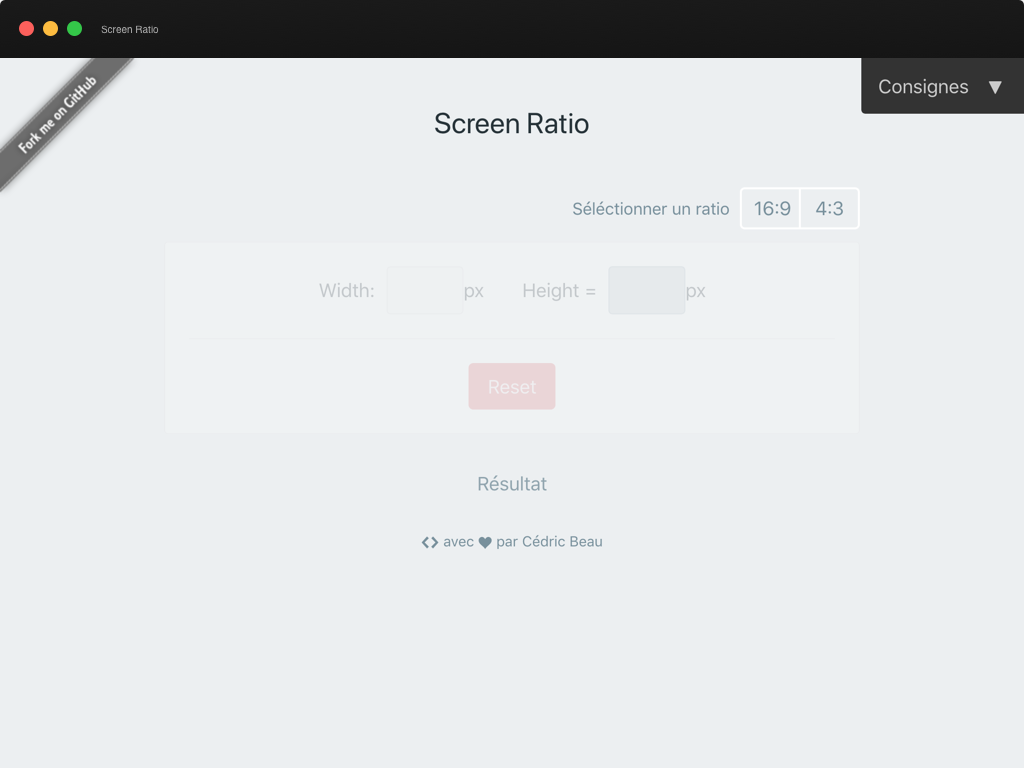 Screen Ratio
Fork me on GitHub
Consignes ▼
Screen Ratio
Séléctionner un ratio 16:9 4:3
Width: px Height = px
Reset
Résultat
<> avec ♥ par Cédric Beau